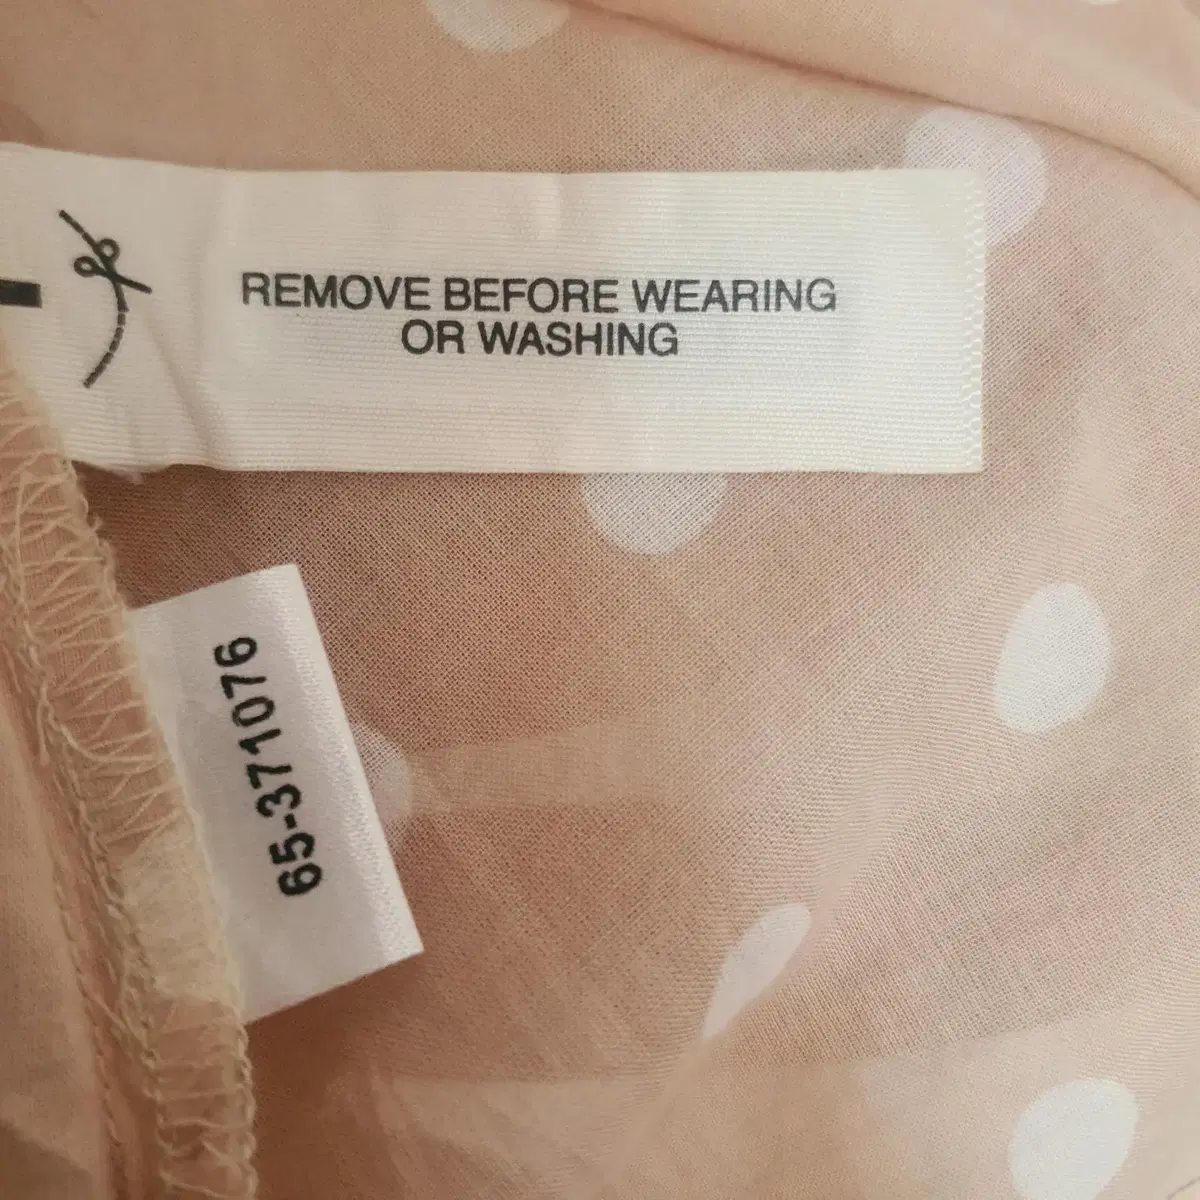 REMOVE BEFORE WEARING
OR WASHING
65-371076